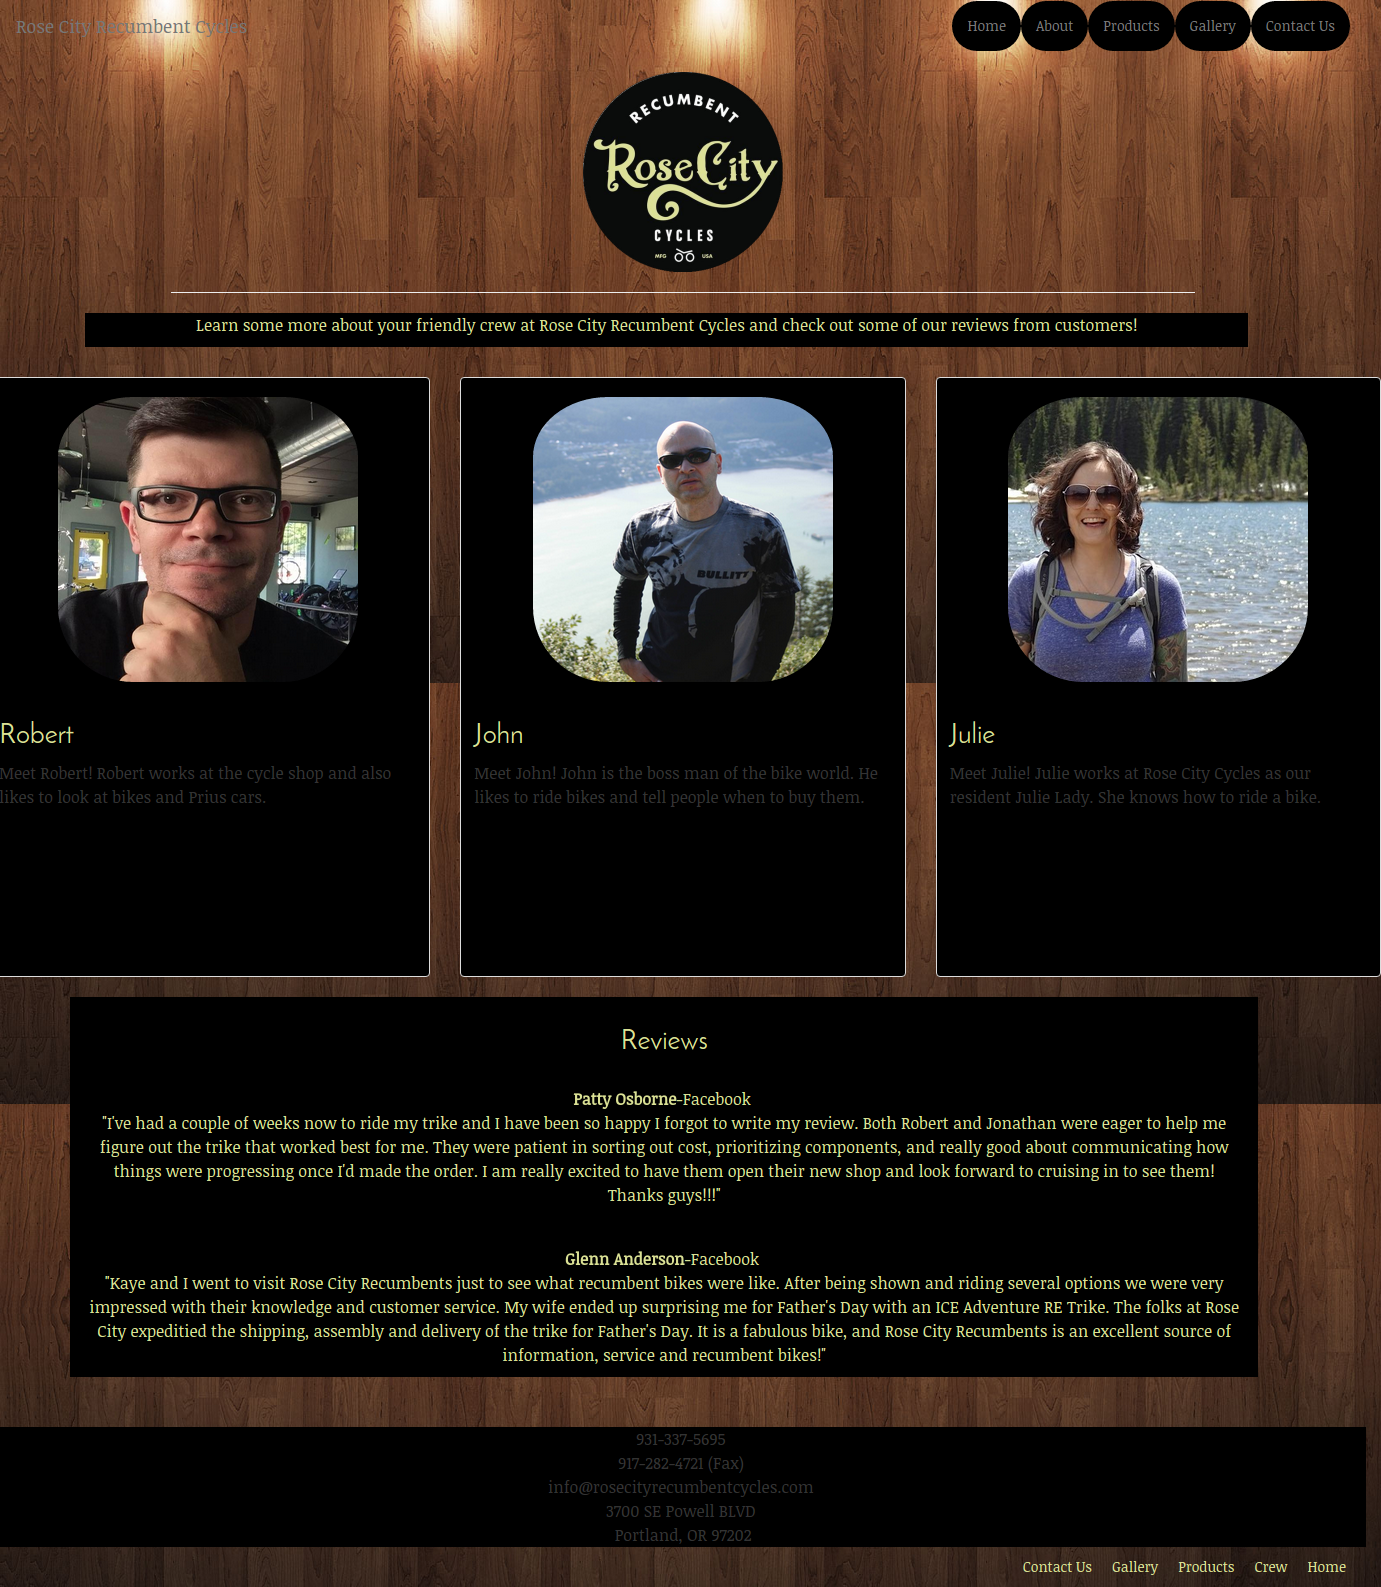 Rose City Recumbent Cycles
Home About Products Gallery Contact Us
RECUMBENT
Rose City
CYCLES
MFG USA
Learn some more about your friendly crew at Rose City Recumbent Cycles and check out some of our reviews from customers!
BULLITT
Robert
Meet Robert! Robert works at the cycle shop and also
likes to look at bikes and Prius cars.
John
Meet John! John is the boss man of the bike world. He
likes to ride bikes and tell people when to buy them.
Julie
Meet Julie! Julie works at Rose City Cycles as our
resident Julie Lady. She knows how to ride a bike.
Reviews
Patty Osborne-Facebook
"I've had a couple of weeks now to ride my trike and I have been so happy I forgot to write my review. Both Robert and Jonathan were eager to help me
figure out the trike that worked best for me. They were patient in sorting out cost, prioritizing components, and really good about communicating how
things were progressing once I'd made the order. I am really excited to have them open their new shop and look forward to cruising in to see them!
Thanks guys!!!"
Glenn Anderson-Facebook
"Kaye and I went to visit Rose City Recumbents just to see what recumbent bikes were like. After being shown and riding several options we were very
impressed with their knowledge and customer service. My wife ended up surprising me for Father's Day with an ICE Adventure RE Trike. The folks at Rose
City expeditied the shipping, assembly and delivery of the trike for Father's Day. It is a fabulous bike, and Rose City Recumbents is an excellent source of
information, service and recumbent bikes!"
931-337-5695
917-282-4721 (Fax)
info@rosecityrecumbentcycles.com
3700 SE Powell BLVD
Portland, OR 97202
Contact Us Gallery Products Crew Home